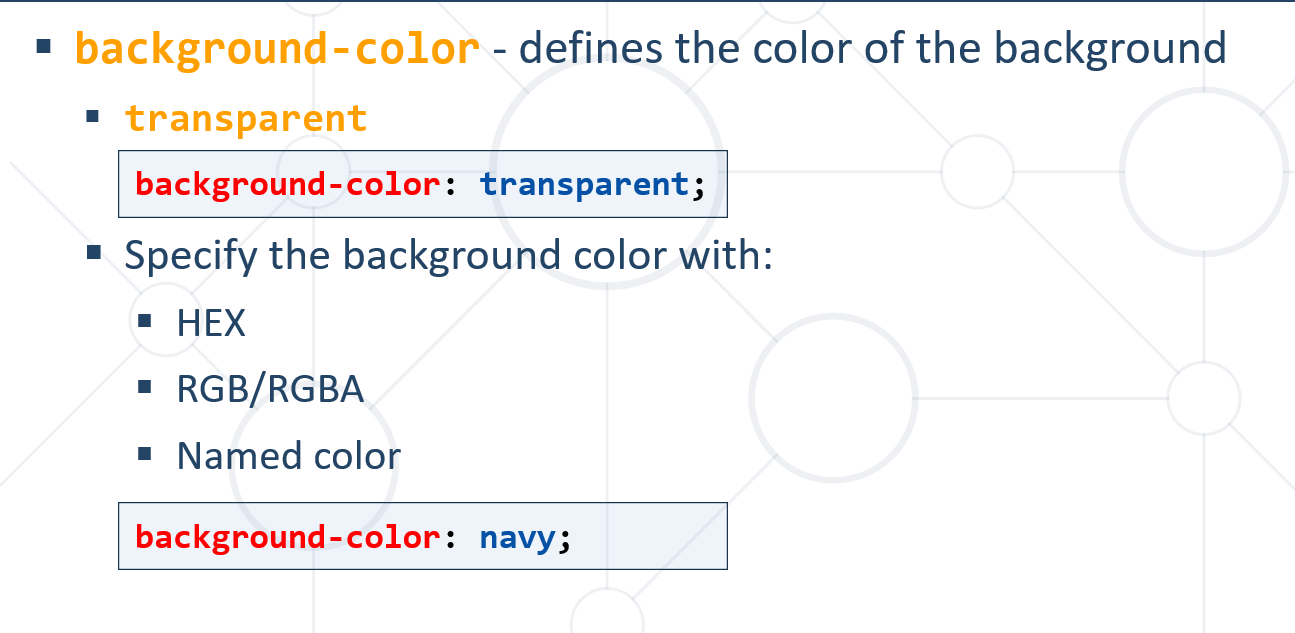 background-color - defines the color of the background
transparent
background-color: transparent;
Specify the background color with:
HEX
RGB/RGBA
Named color
background-color: navy;